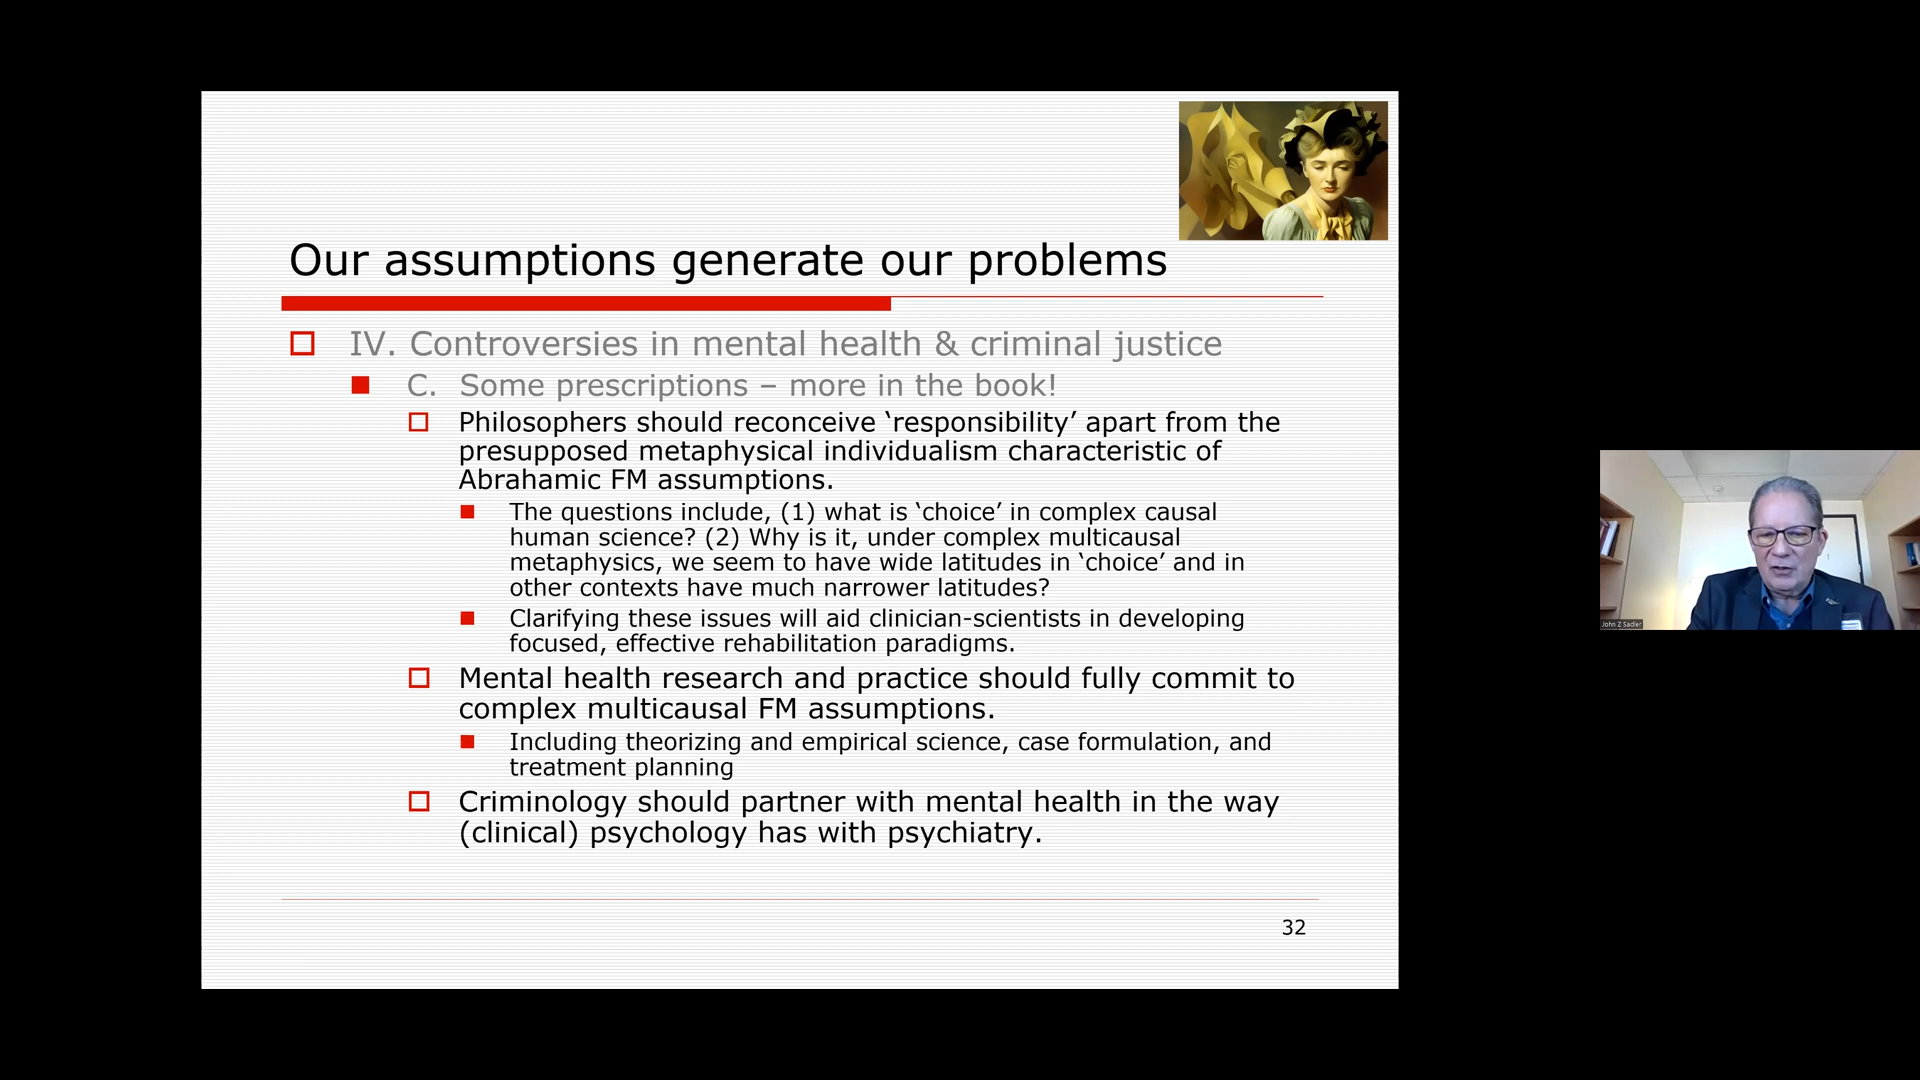 Our assumptions generate our problems
IV. Controversies in mental health & criminal justice
C. Some prescriptions – more in the book!
Philosophers should reconceive ‘responsibility’ apart from the
presupposed metaphysical individualism characteristic of
Abrahamic FM assumptions.
The questions include, (1) what is ‘choice’ in complex causal
human science? (2) Why is it, under complex multicausal
metaphysics, we seem to have wide latitudes in ‘choice’ and in
other contexts have much narrower latitudes?
Clarifying these issues will aid clinician-scientists in developing
focused, effective rehabilitation paradigms.
Mental health research and practice should fully commit to
complex multicausal FM assumptions.
Including theorizing and empirical science, case formulation, and
treatment planning
Criminology should partner with mental health in the way
(clinical) psychology has with psychiatry.
32
John Z Sadler